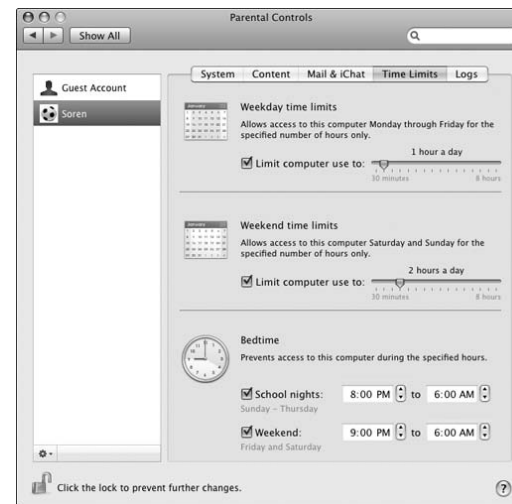 Parental Controls
Show All
System Content Mail & iChat Time Limits Logs
Guest Account
Soren
Weekday time limits
Allows access to this computer Monday through Friday for the
specified number of hours only.
1 hour a day
Limit computer use to:
30 minutes 8 hours
Weekend time limits
Allows access to this computer Saturday and Sunday for the
specified number of hours only.
2 hours a day
Limit computer use to:
30 minutes 8 hours
Bedtime
Prevents access to this computer during the specified hours.
School nights: 8:00 PM to 6:00 AM
Sunday – Thursday
Weekend: 9:00 PM to 6:00 AM
Friday and Saturday
Click the lock to prevent further changes.
?